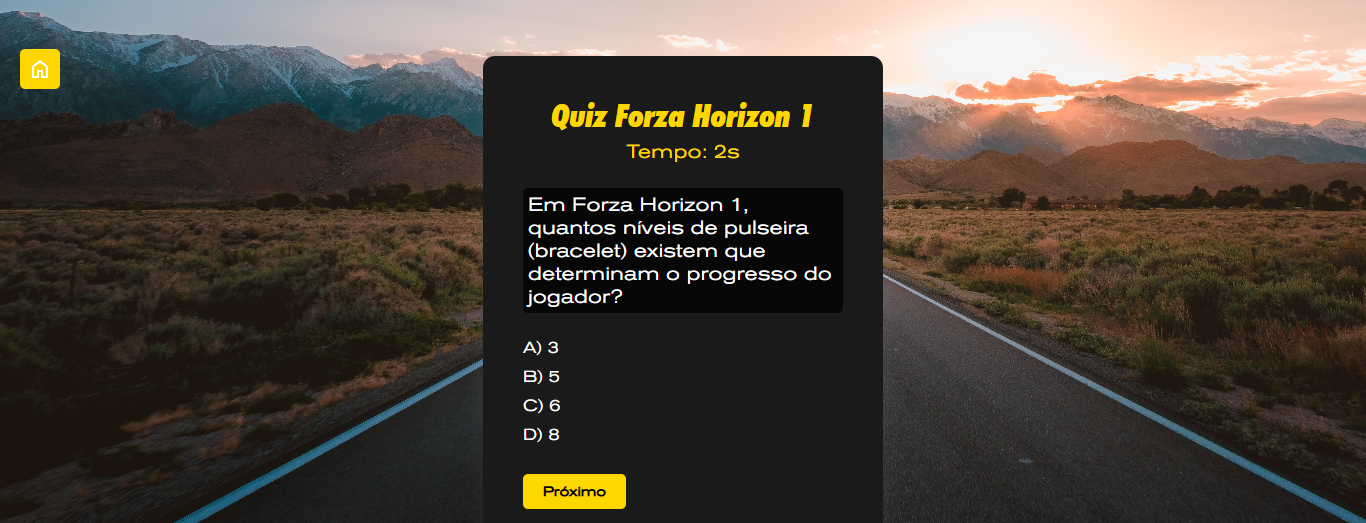 Quiz Forza Horizon 1
Tempo: 2s
Em Forza Horizon 1,
quantos níveis de pulseira
(bracelet) existem que
determinam o progresso do
jogador?
A) 3
B) 5
C) 6
D) 8
Próximo